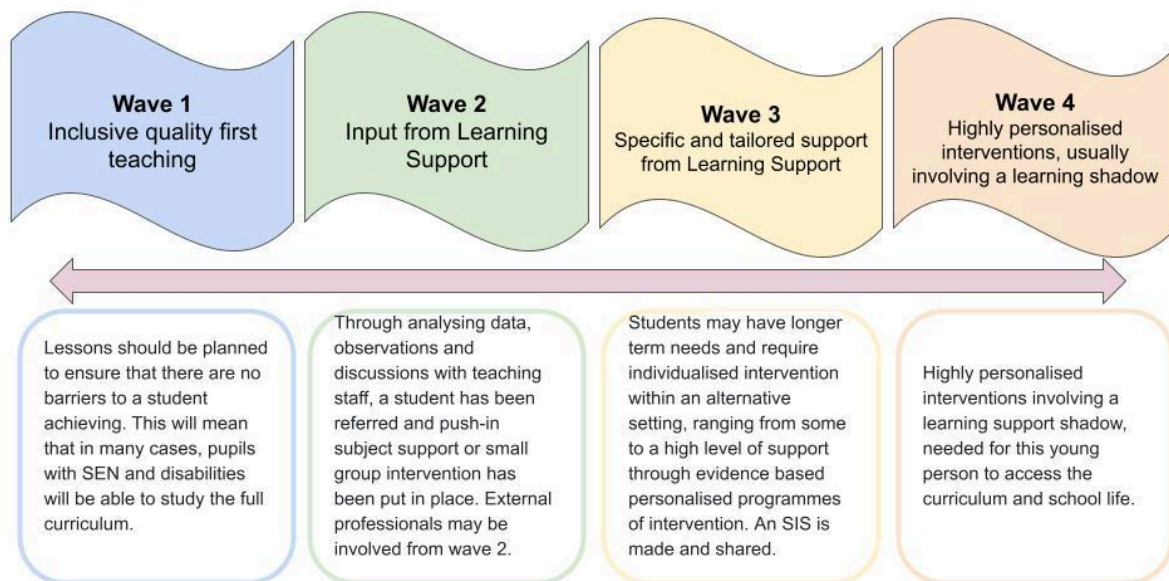 Wave 1
Inclusive quality first
teaching
Wave 2
Input from Learning
Support
Wave 3
Specific and tailored support
from Learning Support
Wave 4
Highly personalised
interventions, usually
involving a learning shadow
Lessons should be planned
to ensure that there are no
barriers to a student
achieving. This will mean
that in many cases, pupils
with SEN and disabilities
will be able to study the full
curriculum.
Through analysing data,
observations and
discussions with teaching
staff, a student has been
referred and push-in
subject support or small
group intervention has
been put in place. External
professionals may be
involved from wave 2.
Students may have longer
term needs and require
individualised intervention
within an alternative
setting, ranging from some
to a high level of support
through evidence based
personalised programmes
of intervention. An SIS is
made and shared.
Highly personalised
interventions involving a
learning support shadow,
needed for this young
person to access the
curriculum and school life.